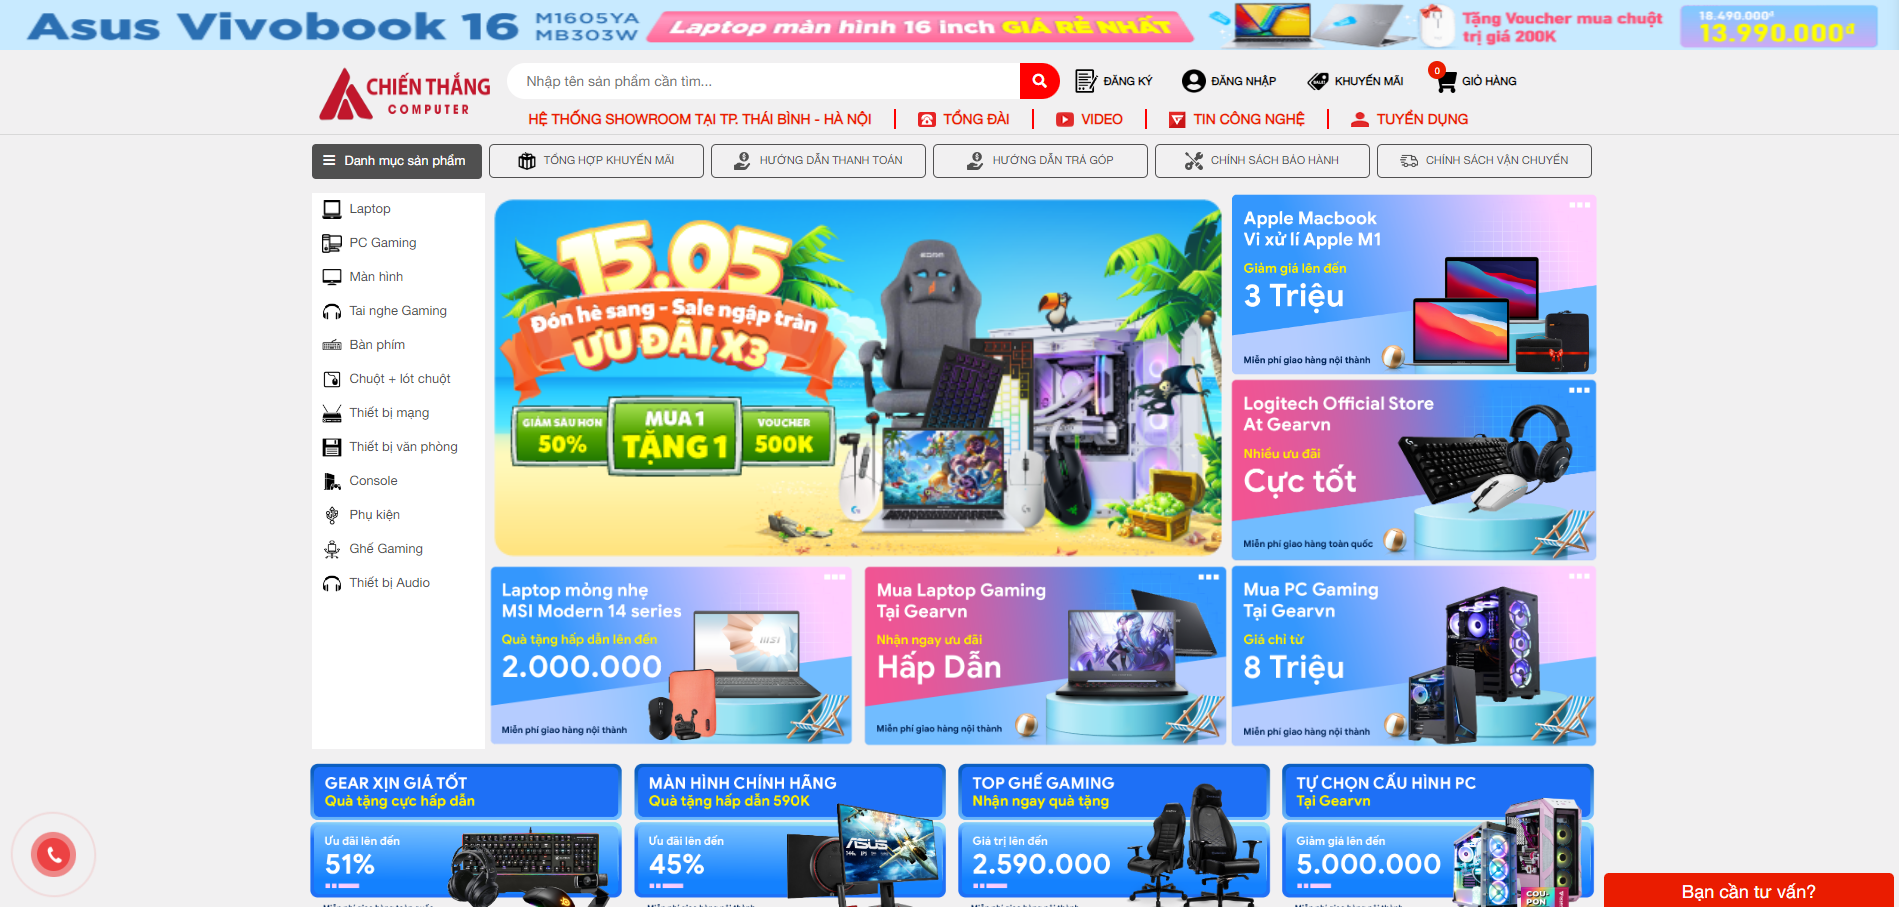 Asus Vivobook 16
M1605YA
MB303W
Laptop màn hình 16 inch GIÁ RẺ NHẤT
Tặng Voucher mua chuột
trị giá 200K
18.490.000đ
13.990.000đ
CHIẾN THẮNG
COMPUTER
Nhập tên sản phẩm cần tìm...
ĐĂNG KÝ
ĐĂNG NHẬP
KHUYẾN MÃI
0
GIỎ HÀNG
HỆ THỐNG SHOWROOM TẠI TP. THÁI BÌNH - HÀ NỘI
TỔNG ĐÀI
VIDEO
TIN CÔNG NGHỆ
TUYỂN DỤNG
Danh mục sản phẩm
TỔNG HỢP KHUYẾN MÃI
HƯỚNG DẪN THANH TOÁN
HƯỚNG DẪN TRẢ GÓP
CHÍNH SÁCH BẢO HÀNH
CHÍNH SÁCH VẬN CHUYỂN
Laptop
PC Gaming
Màn hình
Tai nghe Gaming
Bàn phím
Chuột + lót chuột
Thiết bị mạng
Thiết bị văn phòng
Console
Phụ kiện
Ghế Gaming
Thiết bị Audio
15.05
Đón hè sang - Sale ngập tràn
ƯU ĐÃI X3
GIẢM SÂU HƠN
50%
MUA 1
TẶNG 1
VOUCHER
500K
Apple Macbook
Vi xử lí Apple M1
Giảm giá lên đến
3 Triệu
Miễn phí giao hàng nội thành
Logitech Official Store
At Gearvn
Nhiều ưu đãi
Cực tốt
Miễn phí giao hàng toàn quốc
Laptop mỏng nhẹ
MSI Modern 14 series
Quà tặng hấp dẫn lên đến
2.000.000
Miễn phí giao hàng nội thành
Mua Laptop Gaming
Tại Gearvn
Nhận ngay ưu đãi
Hấp Dẫn
Miễn phí giao hàng nội thành
Mua PC Gaming
Tại Gearvn
Giá chỉ từ
8 Triệu
Miễn phí giao hàng nội thành
GEAR XỊN GIÁ TỐT
Quà tặng cực hấp dẫn
Ưu đãi lên đến
51%
MÀN HÌNH CHÍNH HÃNG
Quà tặng hấp dẫn 590K
Ưu đãi lên đến
45%
ASUS
TOP GHẾ GAMING
Nhận ngay quà tặng
Giá trị lên đến
2.590.000
TỰ CHỌN CẤU HÌNH PC
Tại Gearvn
Giảm giá lên đến
5.000.000
COU-
PON
Bạn cần tư vấn?